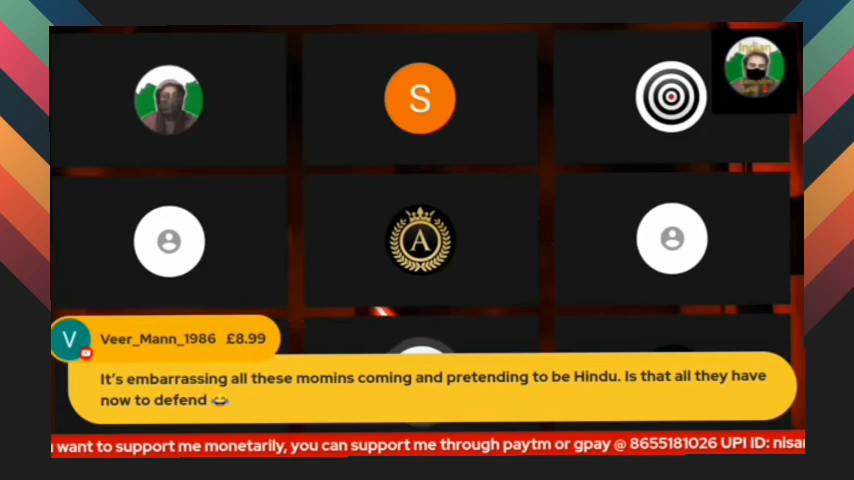 Indian
S
A
V
Veer_Mann_1986 £8.99
It's embarrassing all these momins coming and pretending to be Hindu. Is that all they have
now to defend 😂
want to support me monetarily, you can support me through paytm or gpay @ 8655181026 UPI ID: nisar